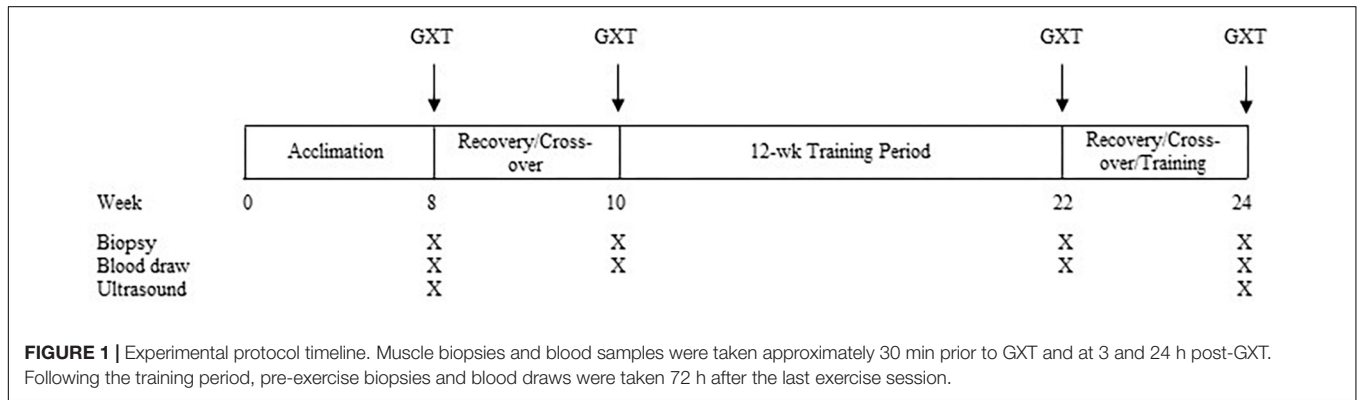 GXT GXT GXT GXT
Acclimation Recovery/Cross-over 12-wk Training Period Recovery/Cross-over/Training
Week 0 8 10 22 24
Biopsy X X X X
Blood draw X X X X
Ultrasound X X
FIGURE 1 | Experimental protocol timeline. Muscle biopsies and blood samples were taken approximately 30 min prior to GXT and at 3 and 24 h post-GXT.
Following the training period, pre-exercise biopsies and blood draws were taken 72 h after the last exercise session.